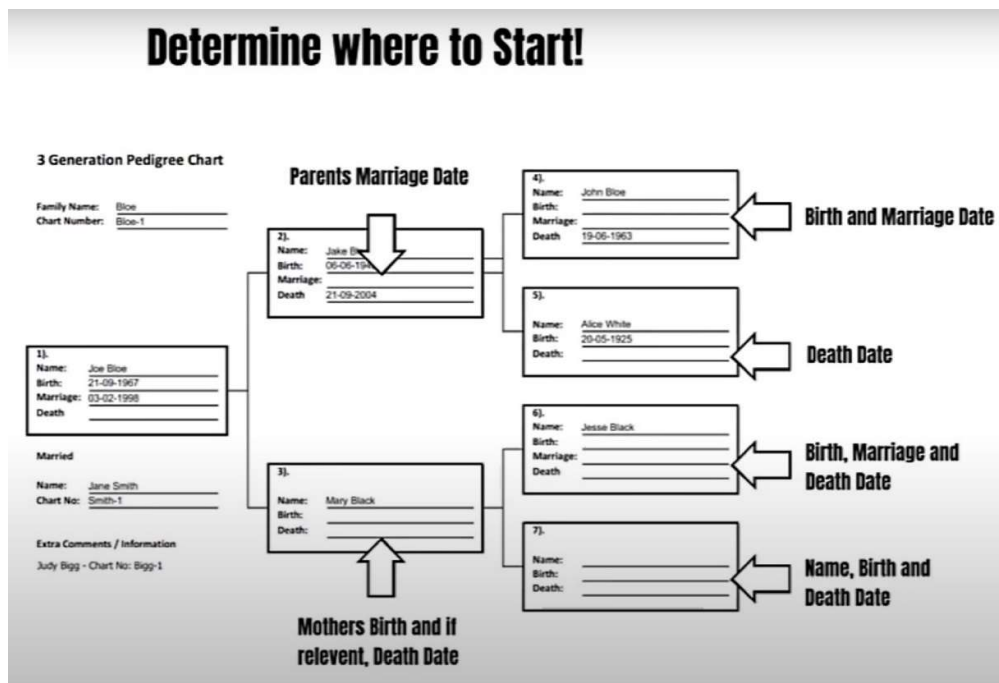 Determine where to Start!
3 Generation Pedigree Chart
Family Name: Bloe
Chart Number: Bloe-1
Parents Marriage Date
1).
Name: Joe Bloe
Birth: 21-09-1967
Marriage: 03-02-1998
Death
Married
Name: Jane Smith
Chart No: Smith-1
Extra Comments / Information
Judy Bigg - Chart No: Bigg-1
2).
Name: Jake
Birth:
Marriage:
Death 21-09-2004
3).
Name: Mary Black
Birth:
Death:
Mothers Birth and if
relevent, Death Date
4).
Name: John Bloe
Birth:
Marriage:
Death 19-06-1963
Birth and Marriage Date
5).
Name: Alice White
Birth: 20-05-1925
Death:
Death Date
6).
Name: Jesse Black
Birth:
Marriage:
Death
Birth, Marriage and
Death Date
7).
Name:
Birth:
Death:
Name, Birth and
Death Date